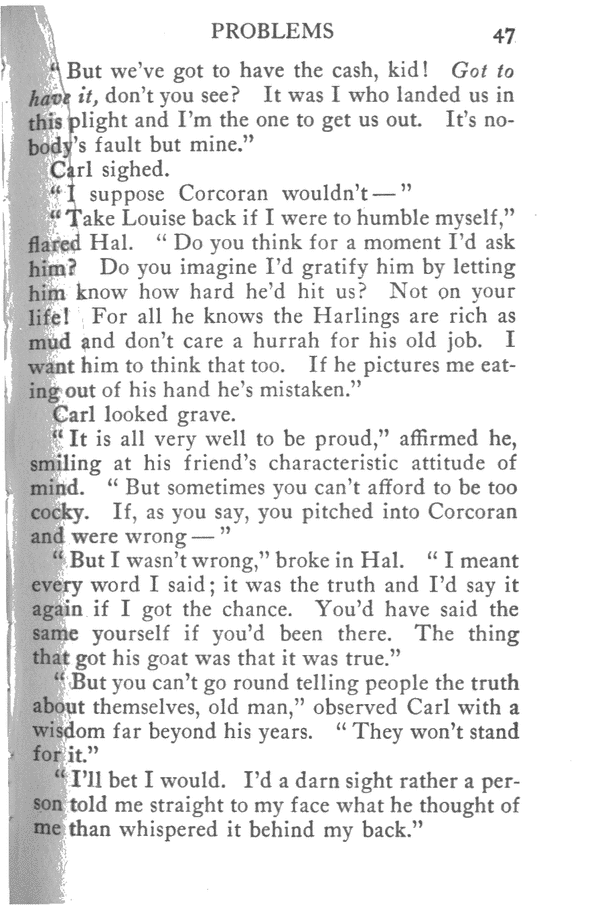 PROBLEMS 47
" But we've got to have the cash, kid! Got to
have it, don't you see? It was I who landed us in
this plight and I'm the one to get us out. It's no-
body's fault but mine."
Carl sighed.
" I suppose Corcoran wouldn't — "
" Take Louise back if I were to humble myself,"
flared Hal. " Do you think for a moment I'd ask
him? Do you imagine I'd gratify him by letting
him know how hard he'd hit us? Not on your
life! For all he knows the Harlings are rich as
mud and don't care a hurrah for his old job. I
want him to think that too. If he pictures me eat-
ing out of his hand he's mistaken."
Carl looked grave.
" It is all very well to be proud," affirmed he,
smiling at his friend's characteristic attitude of
mind. " But sometimes you can't afford to be too
cocky. If, as you say, you pitched into Corcoran
and were wrong — "
" But I wasn't wrong," broke in Hal. " I meant
every word I said; it was the truth and I'd say it
again if I got the chance. You'd have said the
same yourself if you'd been there. The thing
that got his goat was that it was true."
" But you can't go round telling people the truth
about themselves, old man," observed Carl with a
wisdom far beyond his years. " They won't stand
for it."
" I'll bet I would. I'd a darn sight rather a per-
son told me straight to my face what he thought of
me than whispered it behind my back."